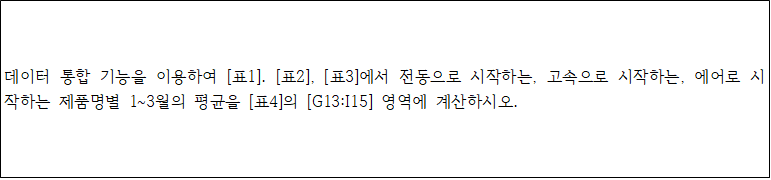 데이터 통합 기능을 이용하여 [표1]. [표2], [표3]에서 전동으로 시작하는, 고속으로 시작하는, 에어로 시
작하는 제품명별 1~3월의 평균을 [표4]의 [G13:I15] 영역에 계산하시오.